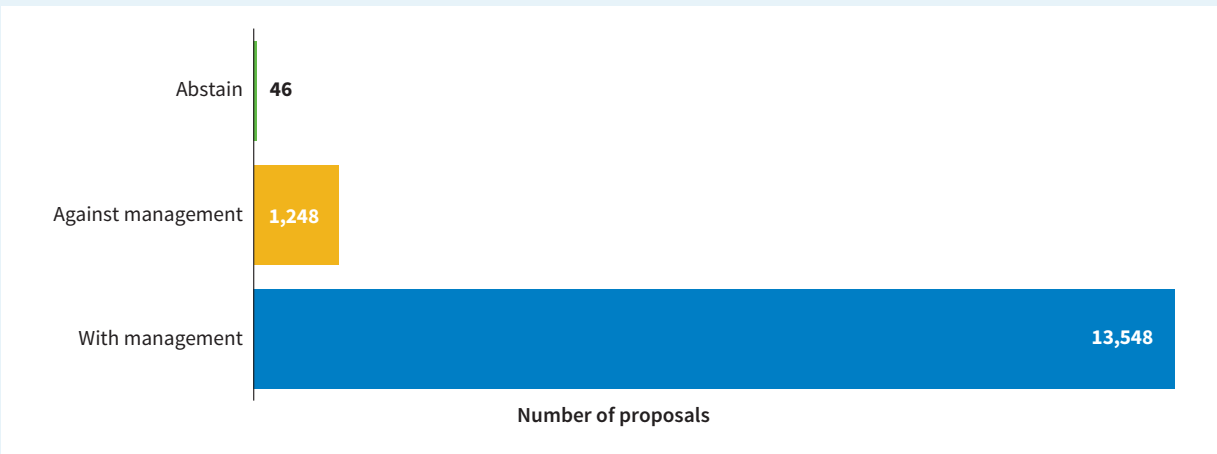 Abstain 46
Against management 1,248
With management 13,548
Number of proposals